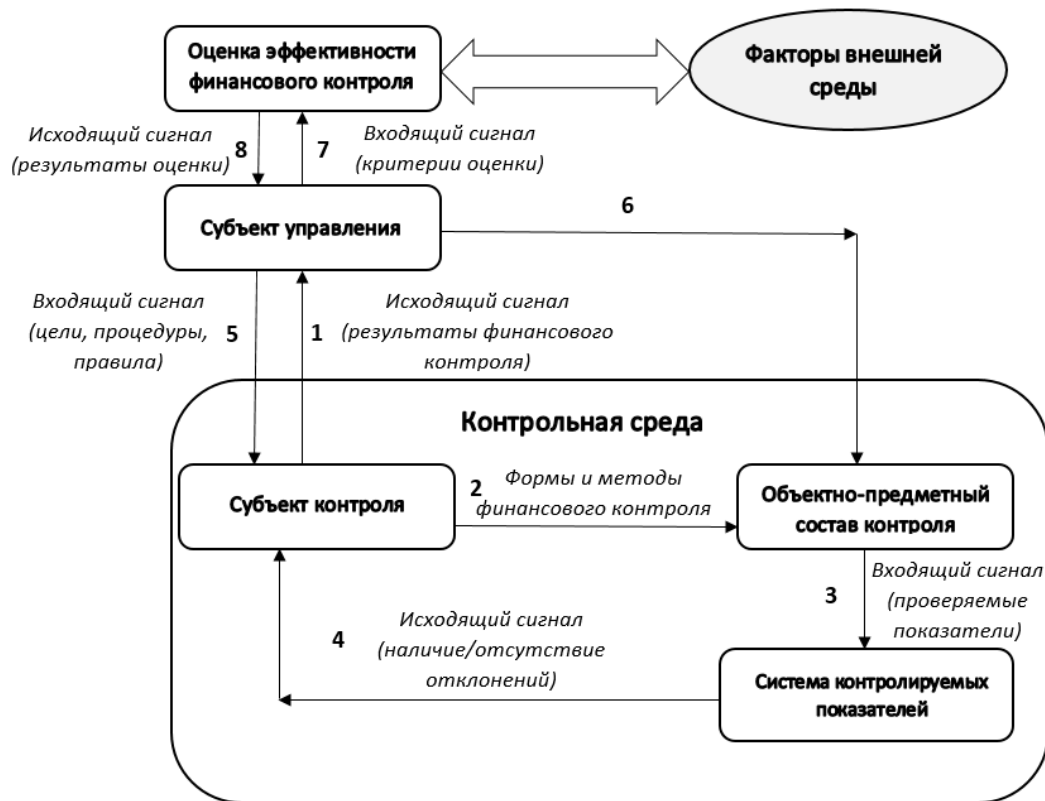 Оценка эффективности
финансового контроля
Факторы внешней
среды
Исходящий сигнал
(результаты оценки)
8
7
Входящий сигнал
(критерии оценки)
Субъект управления
6
Входящий сигнал
(цели, процедуры,
правила)
5
1
Исходящий сигнал
(результаты финансового
контроля)
Контрольная среда
Субъект контроля
2
Формы и методы
финансового контроля
Объектно-предметный
состав контроля
3
Входящий сигнал
(проверяемые
показатели)
4
Исходящий сигнал
(наличие/отсутствие
отклонений)
Система контролируемых
показателей